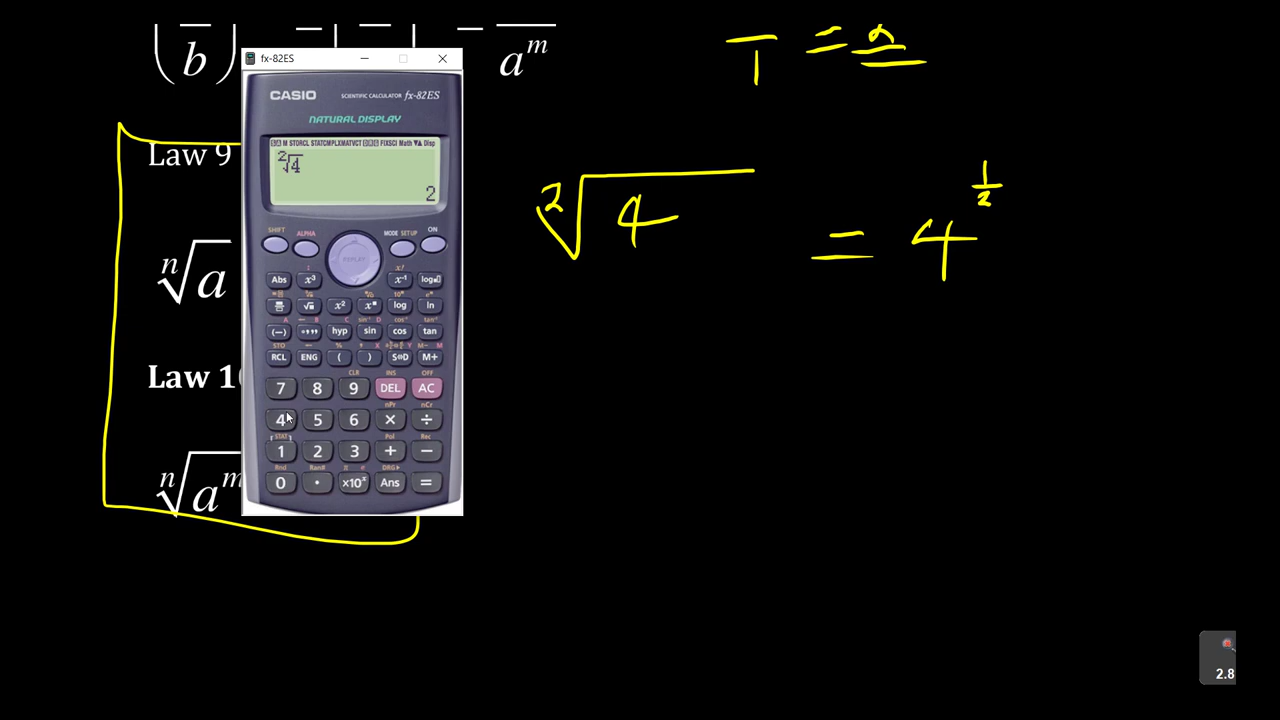 (b) = | | = a^m
T = a
fx-82ES
CASIO SCIENTIFIC CALCULATOR fx-82ES
NATURAL DISPLAY
²√4
2
Law 9
ⁿ√a
²√4 = 4^(1/2)
Law 1
ⁿ√a^m
SHIFT ALPHA MODE SETUP ON
REPLAY
Abs x³ x⁻¹ log
x² x■ log ln
(−) °,,, hyp sin cos tan
RCL ENG ( ) S⇔D M+
7 8 9 DEL AC
4 5 6 × ÷
1 2 3 + −
0 . ×10ˣ Ans =
2.8